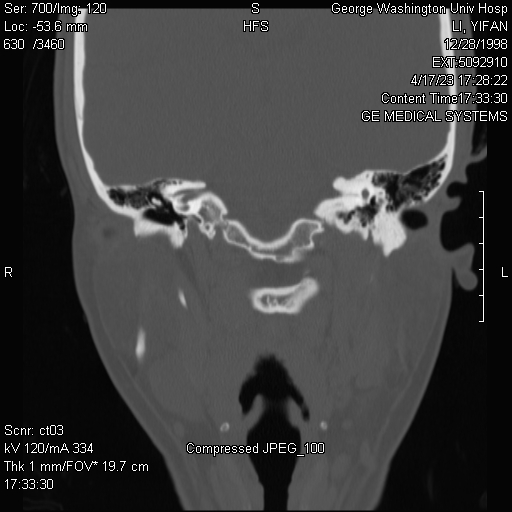 Ser: 700/Img: 120
Loc: -53.6 mm
630 /3460
S
HFS
George Washington Univ Hosp
LI, YIFAN
12/28/1998
EXT:5092910
4/17/23 17:28:22
Content Time17:33:30
GE MEDICAL SYSTEMS
R
L
Scnr: ct03
kV 120/mA 334
Thk 1 mm/FOV* 19.7 cm
17:33:30
Compressed JPEG_100